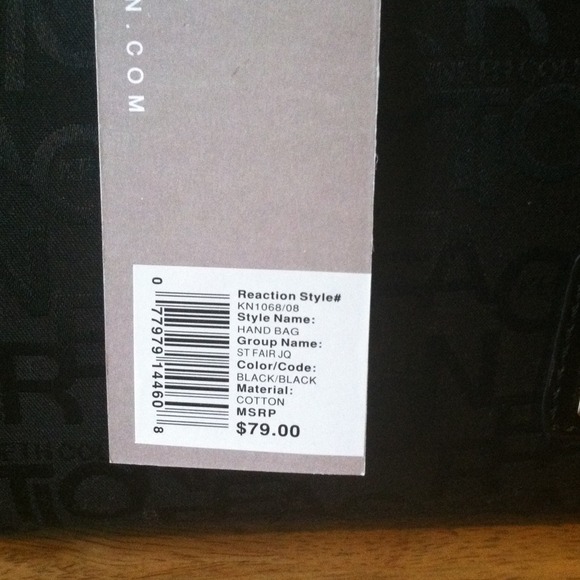 N.COM
Reaction Style#
KN1068/08
Style Name:
HAND BAG
Group Name:
ST FAIR JQ
Color/Code:
BLACK/BLACK
Material:
COTTON
MSRP
$79.00
0 77979 14460 8